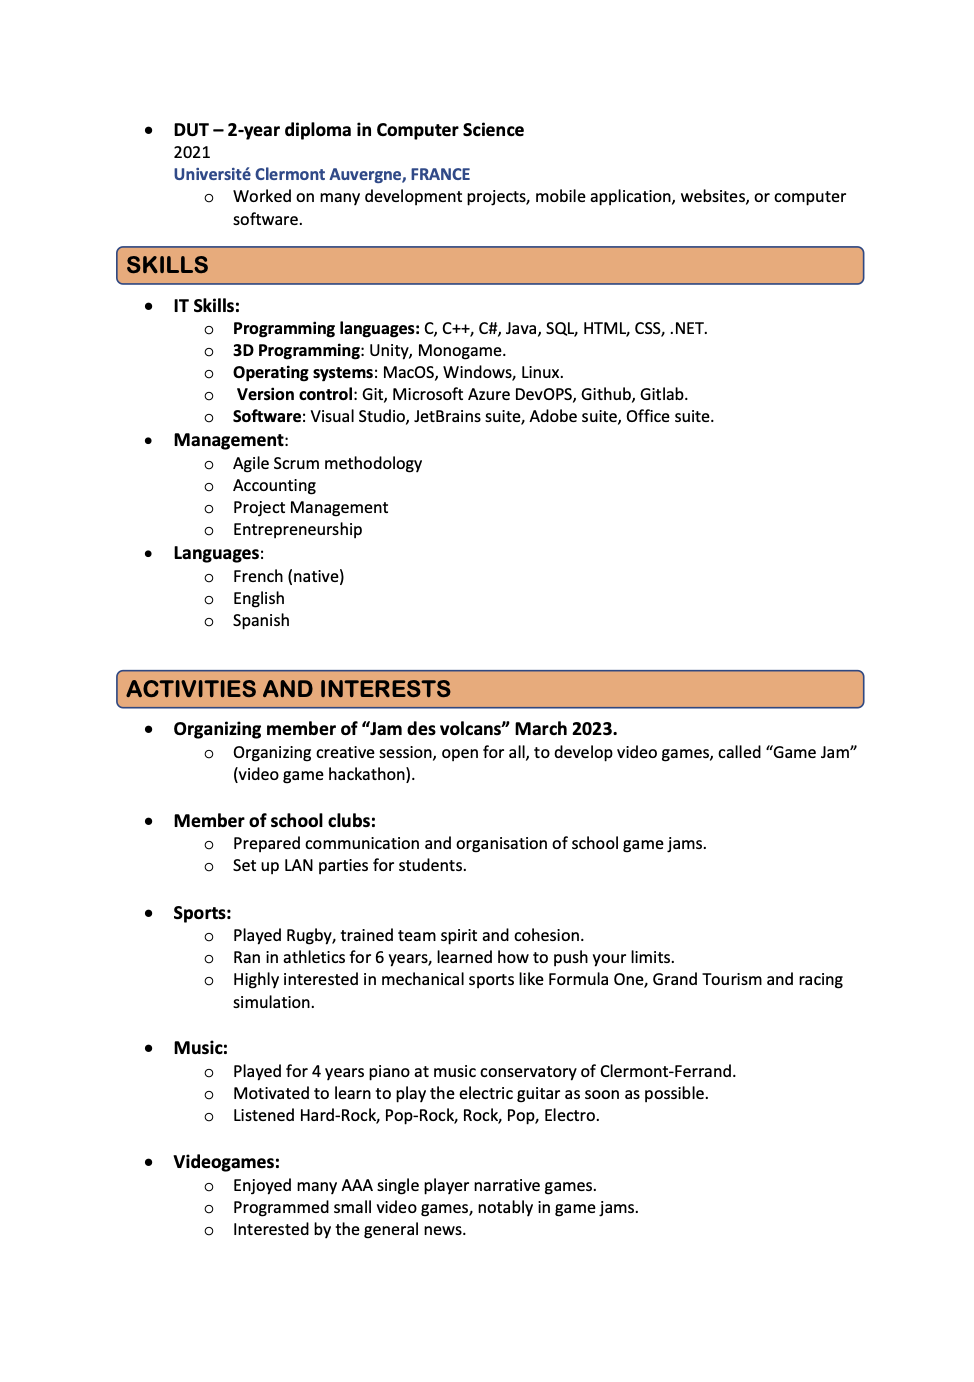 • DUT – 2-year diploma in Computer Science
2021
Université Clermont Auvergne, FRANCE
o Worked on many development projects, mobile application, websites, or computer
software.
SKILLS
• IT Skills:
o Programming languages: C, C++, C#, Java, SQL, HTML, CSS, .NET.
o 3D Programming: Unity, Monogame.
o Operating systems: MacOS, Windows, Linux.
o Version control: Git, Microsoft Azure DevOPS, Github, Gitlab.
o Software: Visual Studio, JetBrains suite, Adobe suite, Office suite.
• Management:
o Agile Scrum methodology
o Accounting
o Project Management
o Entrepreneurship
• Languages:
o French (native)
o English
o Spanish
ACTIVITIES AND INTERESTS
• Organizing member of “Jam des volcans” March 2023.
o Organizing creative session, open for all, to develop video games, called “Game Jam”
(video game hackathon).
• Member of school clubs:
o Prepared communication and organisation of school game jams.
o Set up LAN parties for students.
• Sports:
o Played Rugby, trained team spirit and cohesion.
o Ran in athletics for 6 years, learned how to push your limits.
o Highly interested in mechanical sports like Formula One, Grand Tourism and racing
simulation.
• Music:
o Played for 4 years piano at music conservatory of Clermont-Ferrand.
o Motivated to learn to play the electric guitar as soon as possible.
o Listened Hard-Rock, Pop-Rock, Rock, Pop, Electro.
• Videogames:
o Enjoyed many AAA single player narrative games.
o Programmed small video games, notably in game jams.
o Interested by the general news.